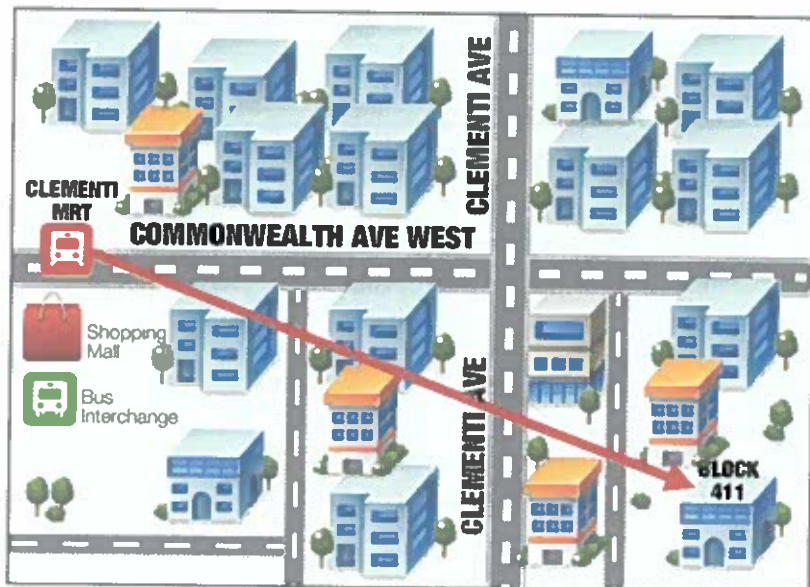 CLEMENTI
MRT
COMMONWEALTH AVE WEST
CLEMENTI AVE
Shopping
Mall
Bus
Interchange
CLEMENTI AVE
BLOCK
411